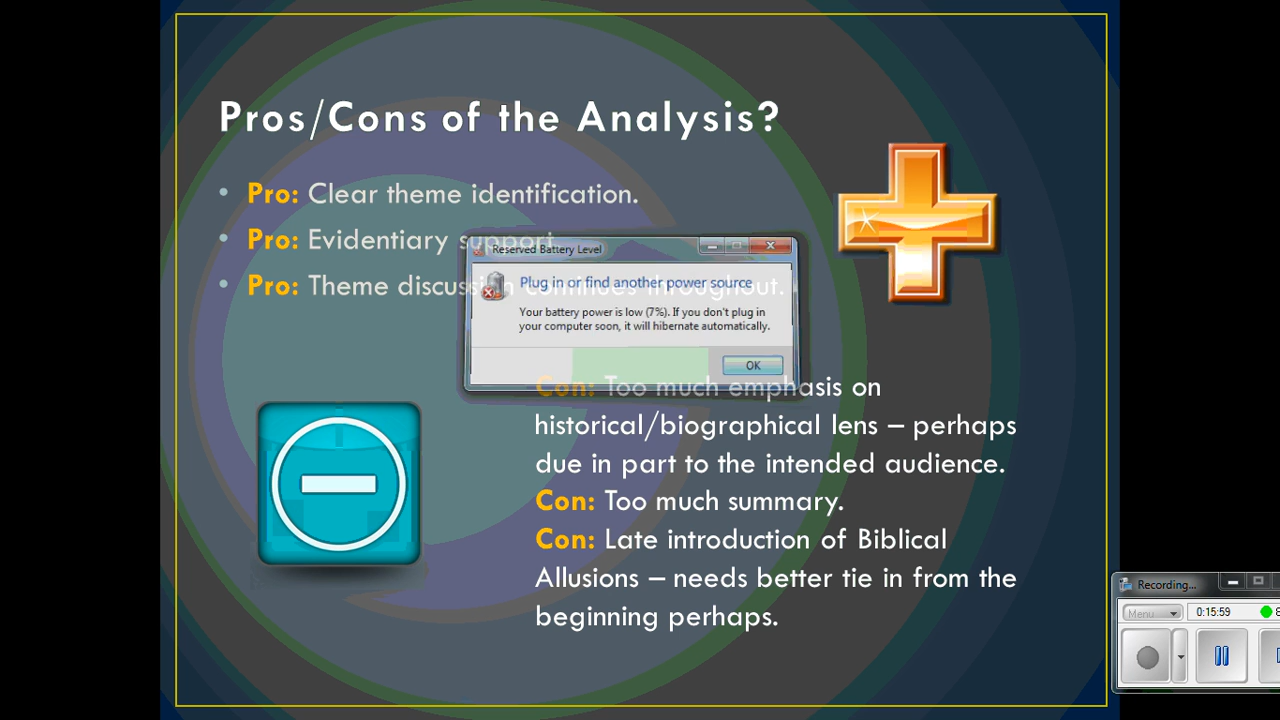 Pros/Cons of the Analysis?
• Pro: Clear theme identification.
• Pro: Evidentiary support.
• Pro: Theme discussion continues throughout.
Reserved Battery Level
Plug in or find another power source
Your battery power is low (7%). If you don't plug in
your computer soon, it will hibernate automatically.
OK
Con: Too much emphasis on
historical/biographical lens – perhaps
due in part to the intended audience.
Con: Too much summary.
Con: Late introduction of Biblical
Allusions – needs better tie in from the
beginning perhaps.
Recording...
Menu
0:15:59